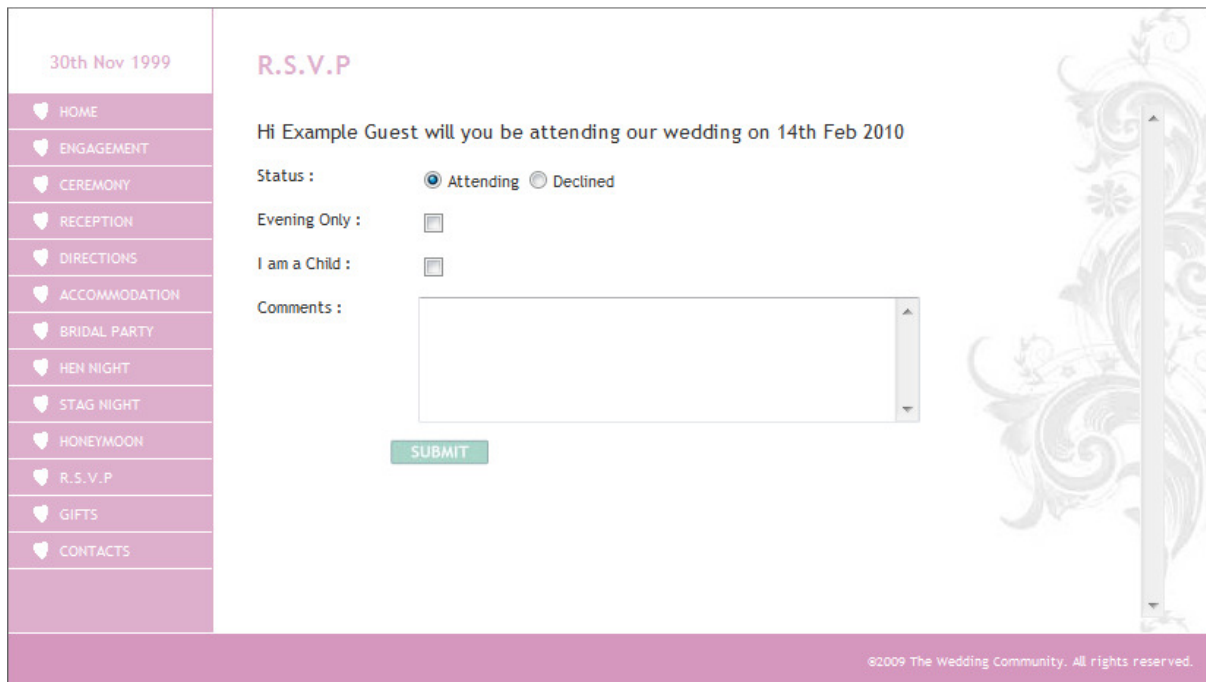 30th Nov 1999
HOME
ENGAGEMENT
CEREMONY
RECEPTION
DIRECTIONS
ACCOMMODATION
BRIDAL PARTY
HEN NIGHT
STAG NIGHT
HONEYMOON
R.S.V.P
GIFTS
CONTACTS
R.S.V.P
Hi Example Guest will you be attending our wedding on 14th Feb 2010
Status : Attending Declined
Evening Only :
I am a Child :
Comments :
SUBMIT
©2009 The Wedding Community. All rights reserved.